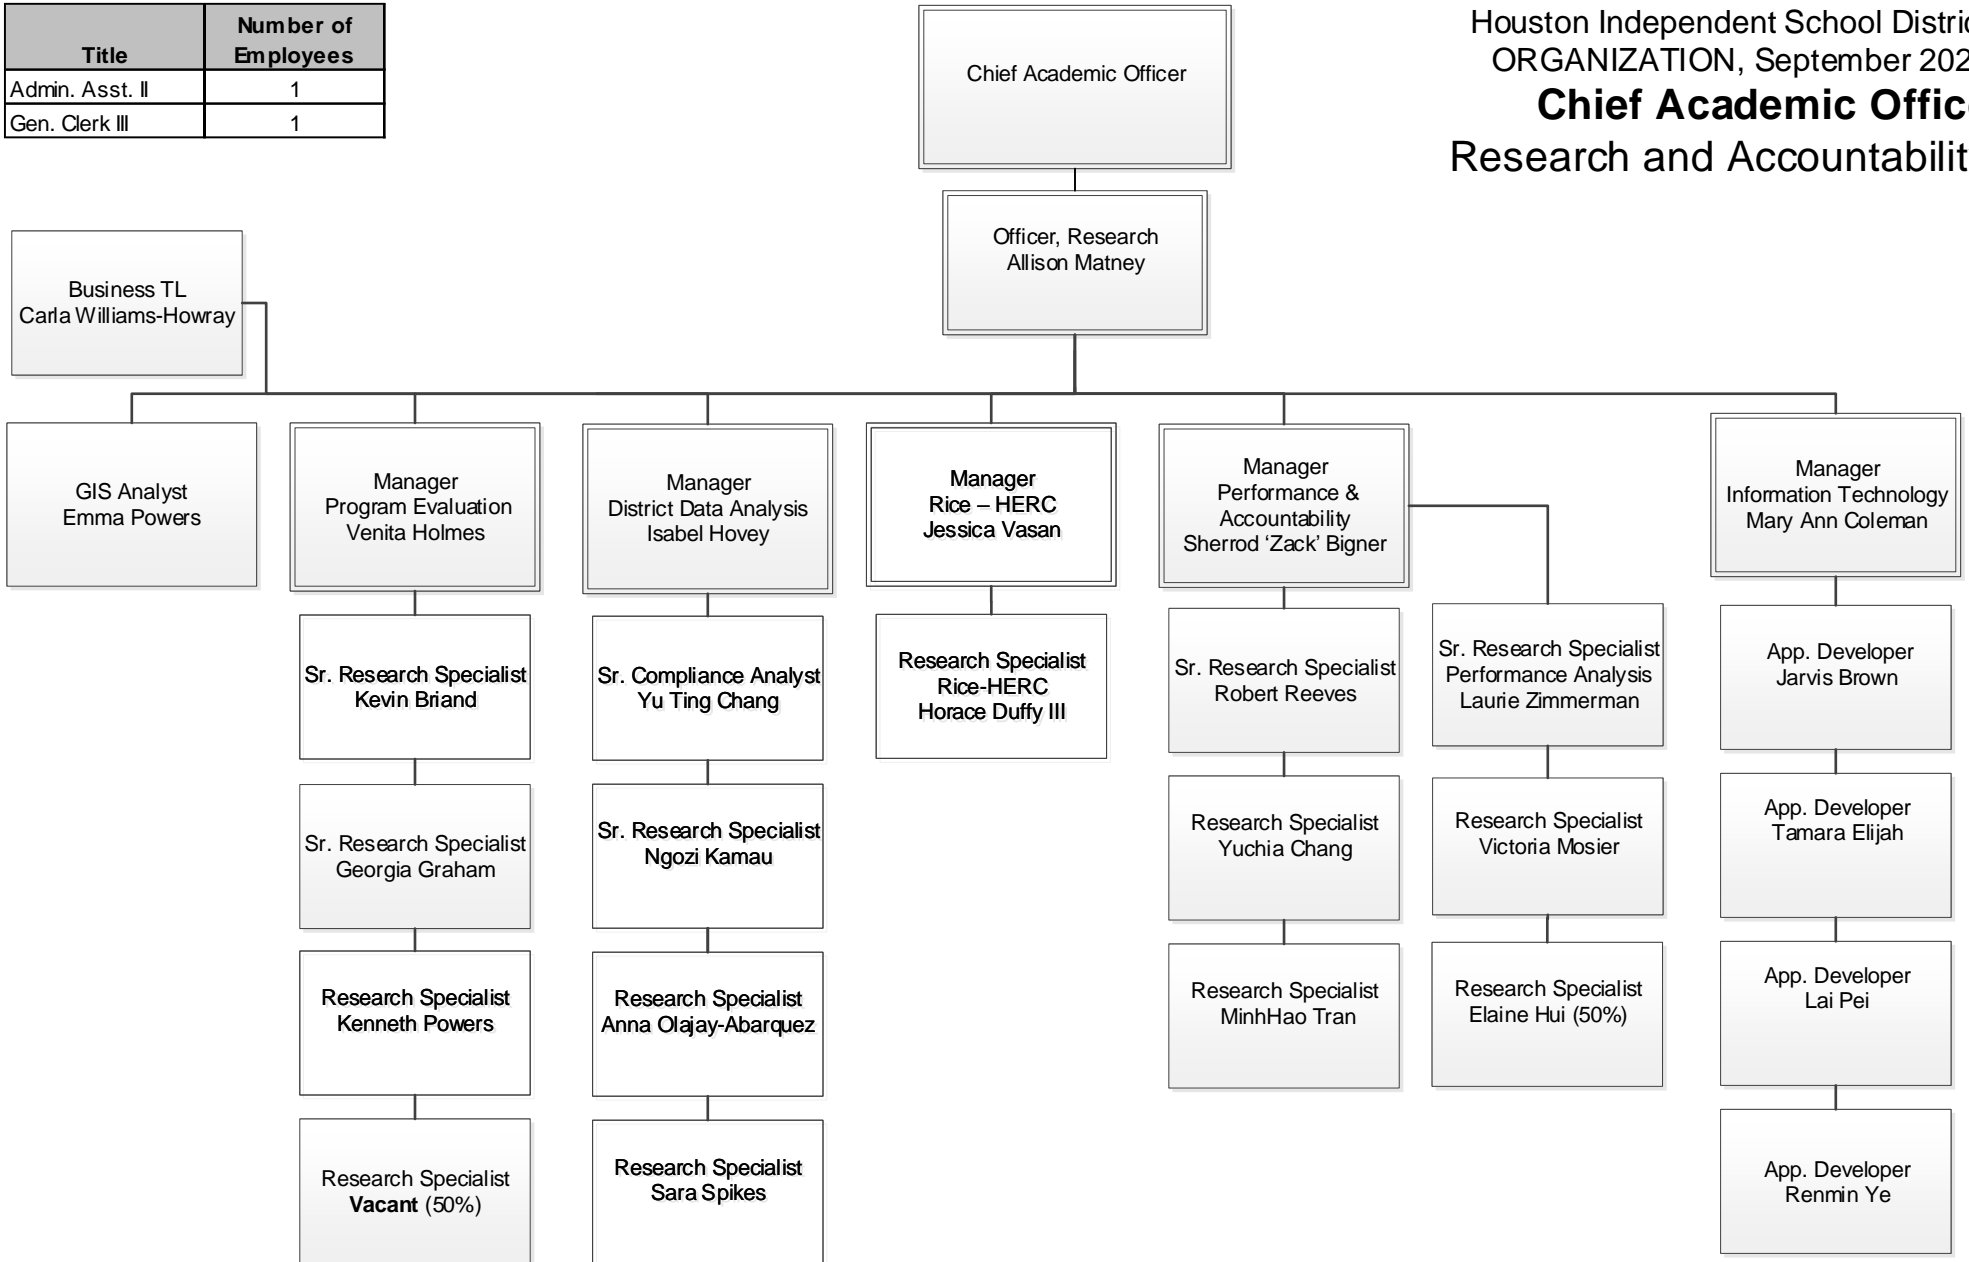 Title
Number of
Employees
Admin. Asst. II
1
Gen. Clerk III
1
Chief Academic Officer
Houston Independent School Distric
ORGANIZATION, September 202
Chief Academic Office
Research and Accountabilit
Officer, Research
Allison Matney
Business TL
Carla Williams-Howray
GIS Analyst
Emma Powers
Manager
Program Evaluation
Venita Holmes
Manager
District Data Analysis
Isabel Hovey
Manager
Rice – HERC
Jessica Vasan
Manager
Performance &
Accountability
Sherrod ‘Zack’ Bigner
Manager
Information Technology
Mary Ann Coleman
Sr. Research Specialist
Kevin Briand
Sr. Compliance Analyst
Yu Ting Chang
Research Specialist
Rice-HERC
Horace Duffy III
Sr. Research Specialist
Robert Reeves
Sr. Research Specialist
Performance Analysis
Laurie Zimmerman
App. Developer
Jarvis Brown
Sr. Research Specialist
Georgia Graham
Sr. Research Specialist
Ngozi Kamau
Research Specialist
Yuchia Chang
Research Specialist
Victoria Mosier
App. Developer
Tamara Elijah
Research Specialist
Kenneth Powers
Research Specialist
Anna Olajay-Abarquez
Research Specialist
MinhHao Tran
Research Specialist
Elaine Hui (50%)
App. Developer
Lai Pei
Research Specialist
Vacant (50%)
Research Specialist
Sara Spikes
App. Developer
Renmin Ye